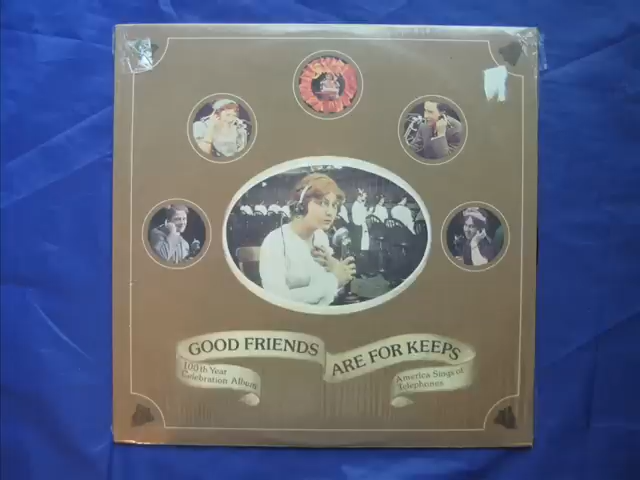 GOOD FRIENDS
ARE FOR KEEPS
100th Year
Celebration Album
America Sings of
Telephones